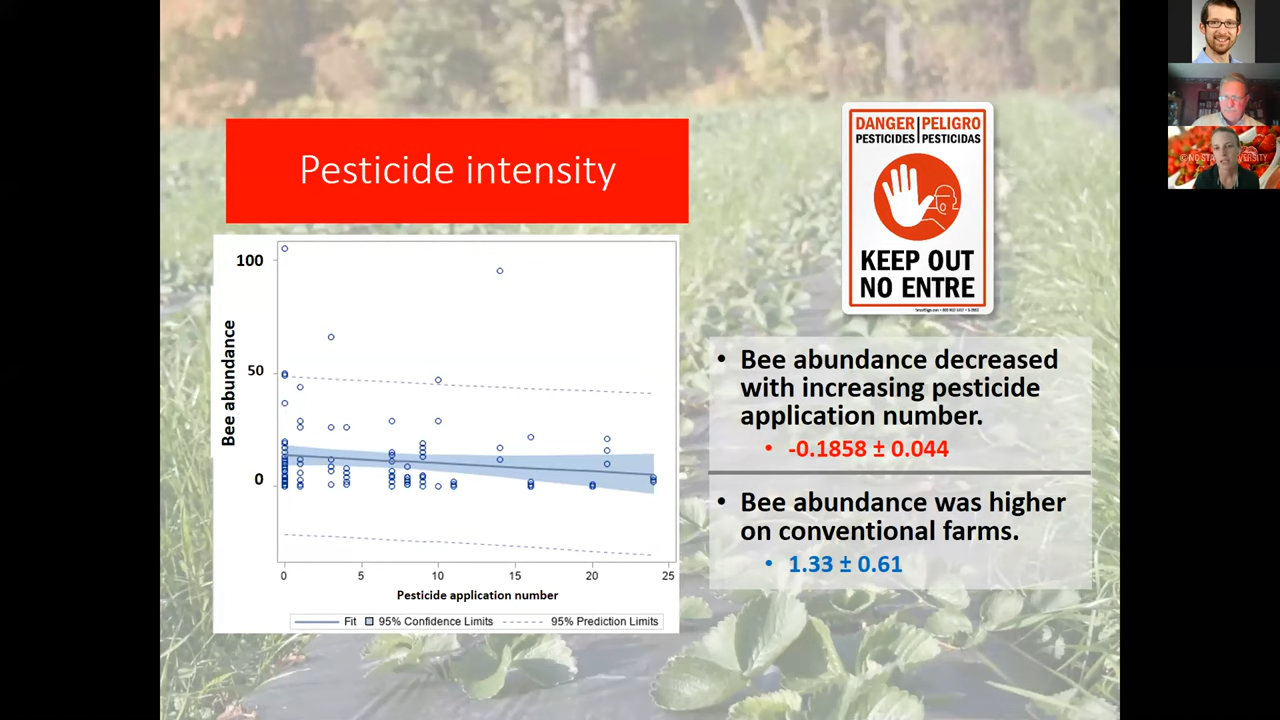 Pesticide intensity
100
50
0
Bee abundance
0
5
10
15
20
25
Pesticide application number
Fit
95% Confidence Limits
95% Prediction Limits
DANGER PELIGRO
PESTICIDES PESTICIDAS
KEEP OUT
NO ENTRE
• Bee abundance decreased
with increasing pesticide
application number.
• -0.1858 ± 0.044
• Bee abundance was higher
on conventional farms.
• 1.33 ± 0.61